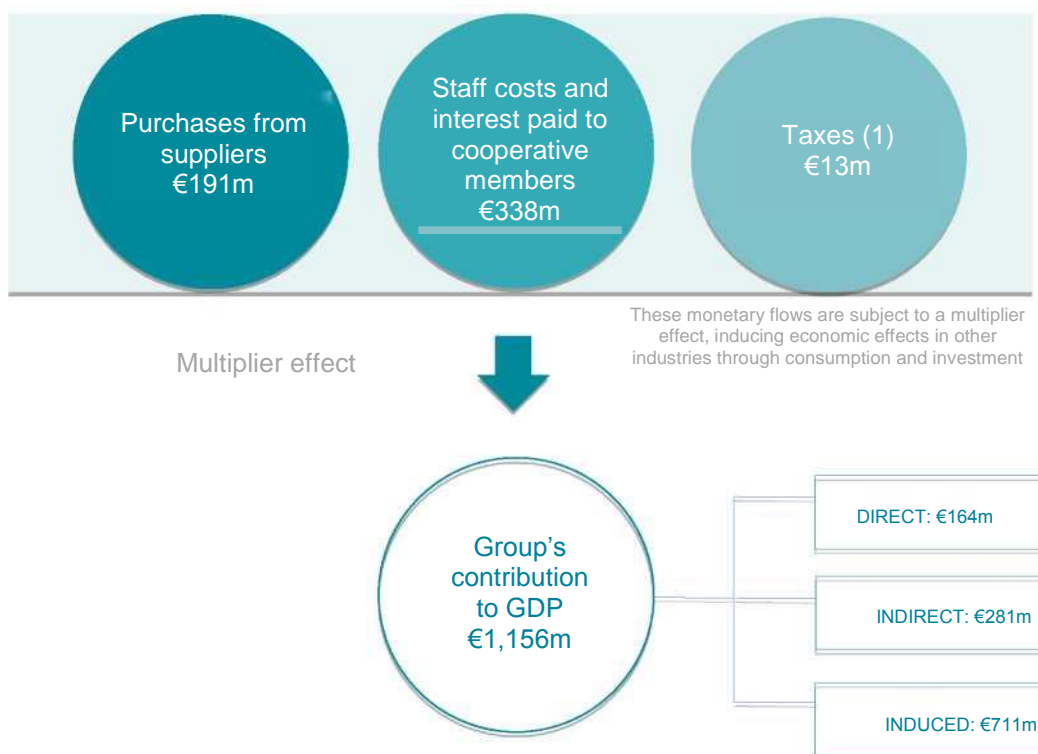 Purchases from
suppliers
€191m
Staff costs and
interest paid to
cooperative
members
€338m
Taxes (1)
€13m
These monetary flows are subject to a multiplier
effect, inducing economic effects in other
industries through consumption and investment
Multiplier effect
Group's
contribution
to GDP
€1,156m
DIRECT: €164m
INDIRECT: €281m
INDUCED: €711m